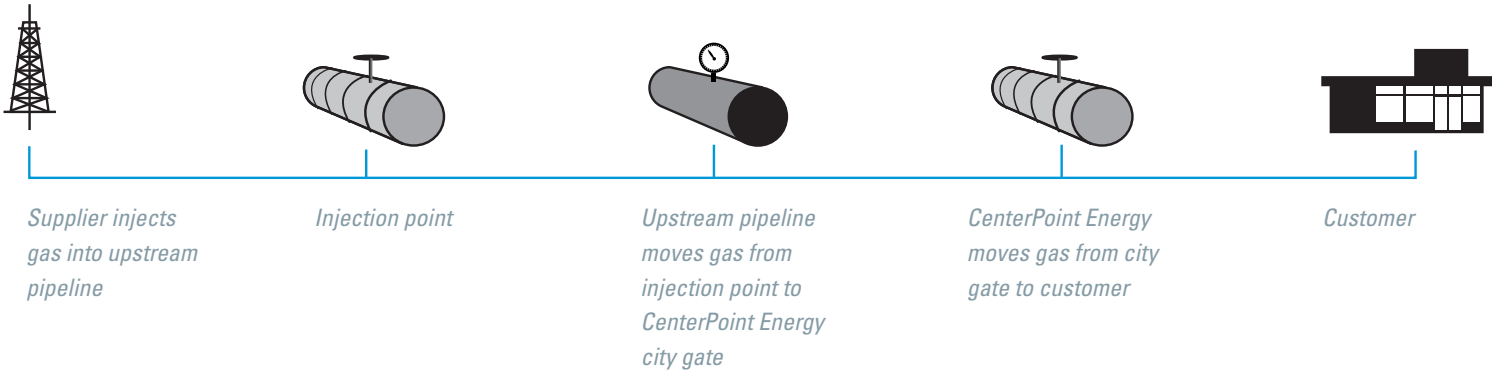 Supplier injects
gas into upstream
pipeline
Injection point
Upstream pipeline
moves gas from
injection point to
CenterPoint Energy
city gate
CenterPoint Energy
moves gas from city
gate to customer
Customer